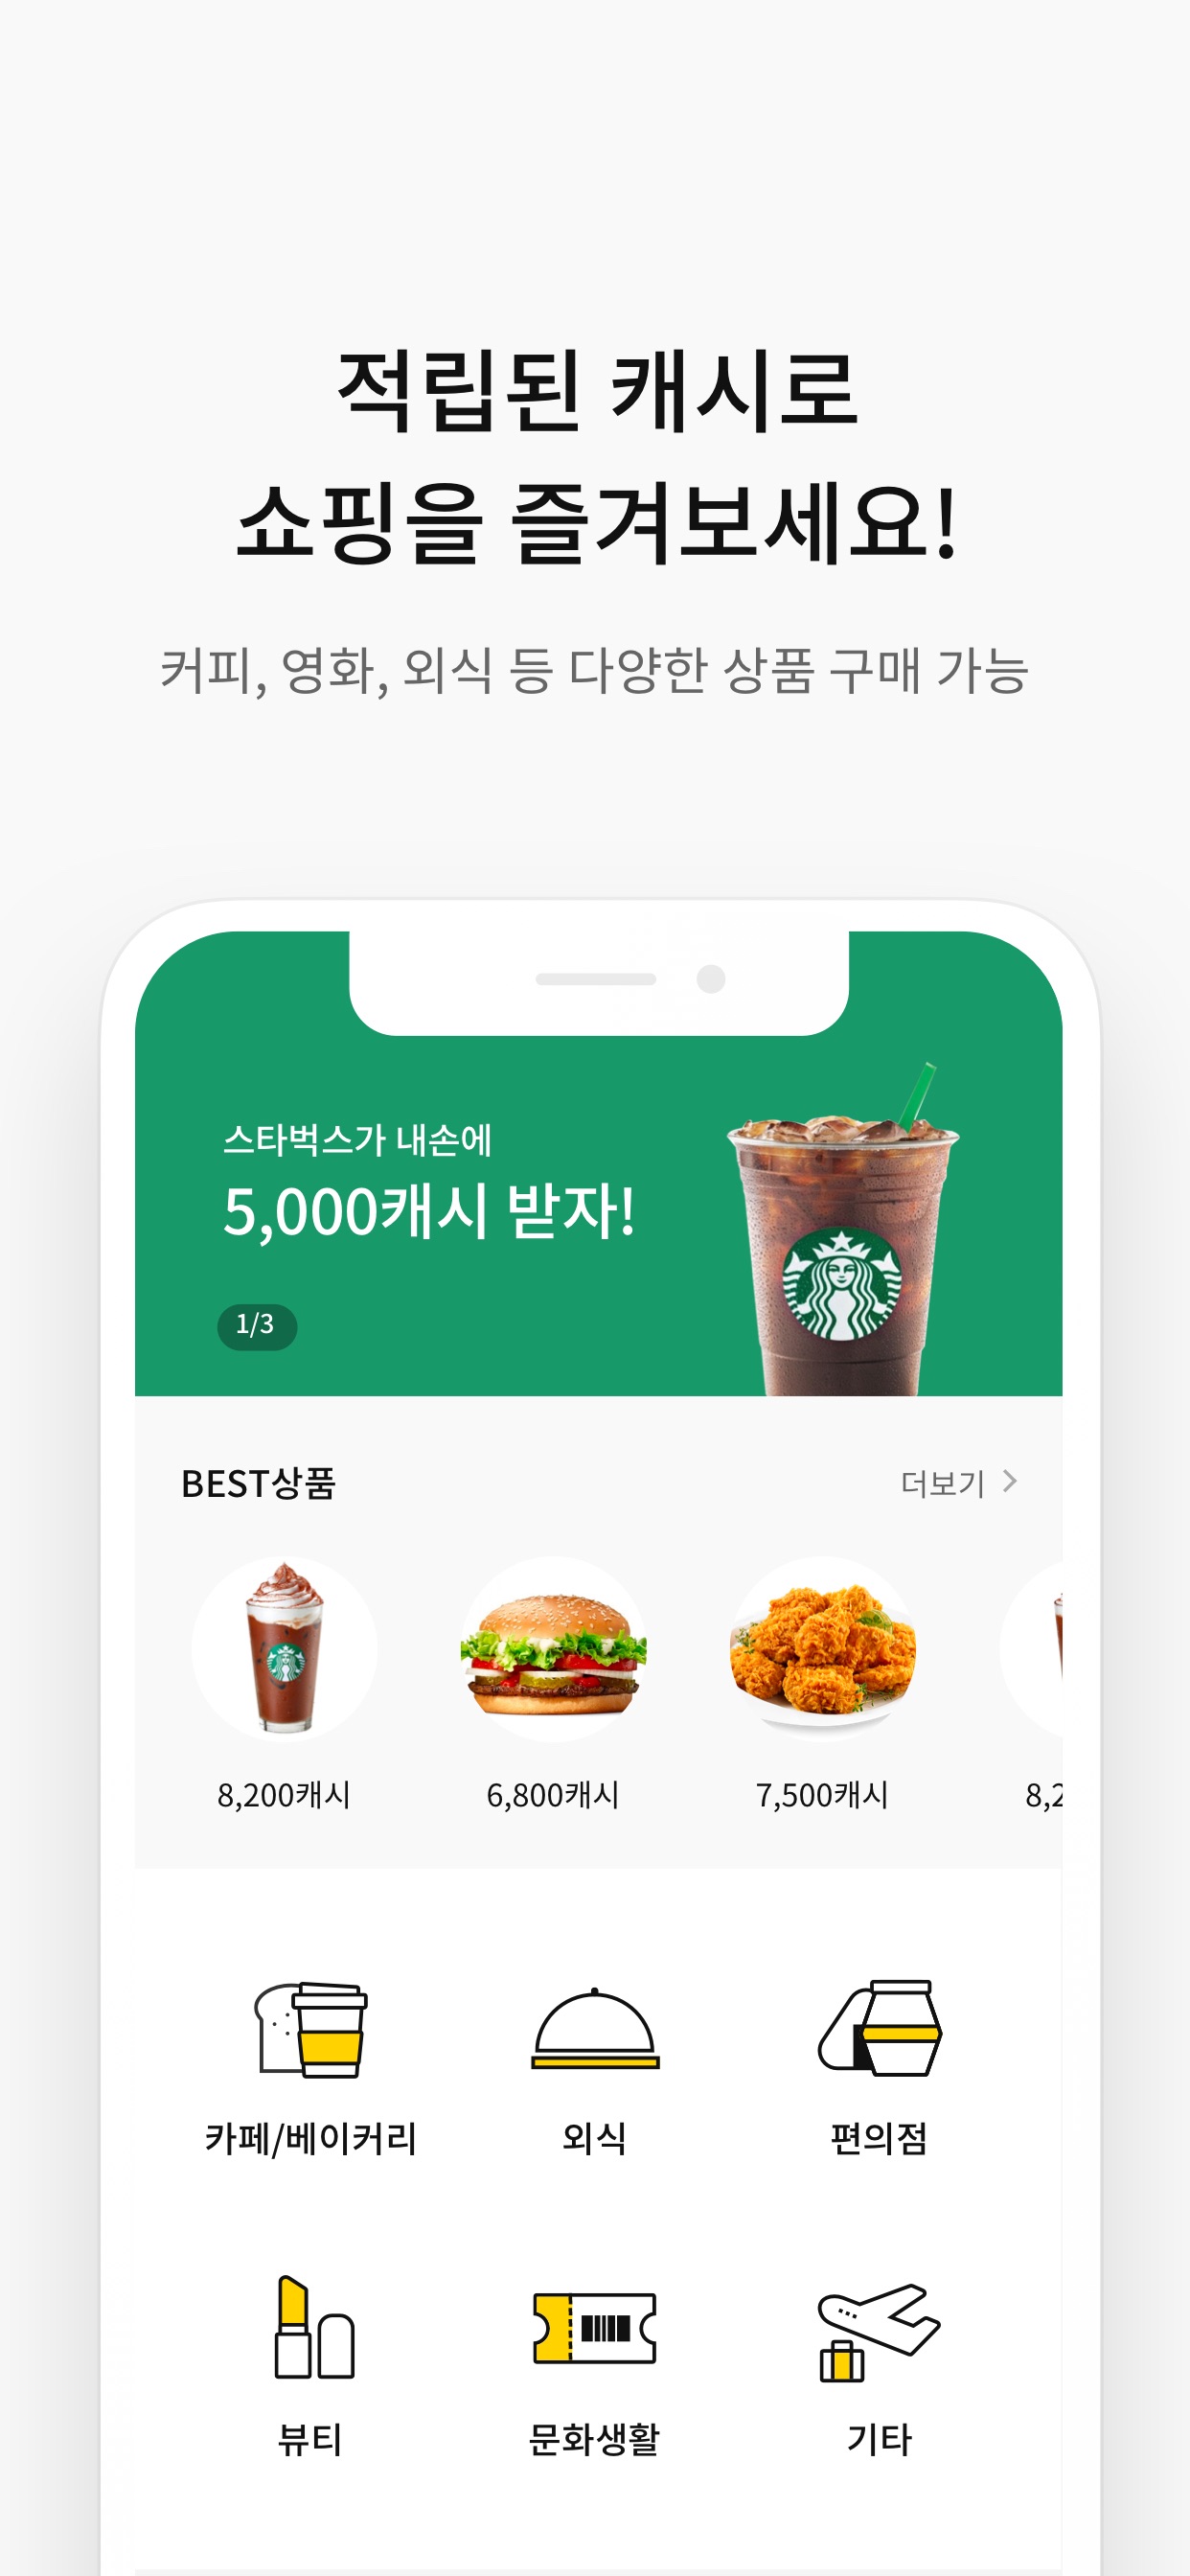 적립된 캐시로
쇼핑을 즐겨보세요!
커피, 영화, 외식 등 다양한 상품 구매 가능
스타벅스가 내손에
5,000캐시 받자!
1/3
BEST상품 더보기
8,200캐시 6,800캐시 7,500캐시 8,2
카페/베이커리 외식 편의점
뷰티 문화생활 기타